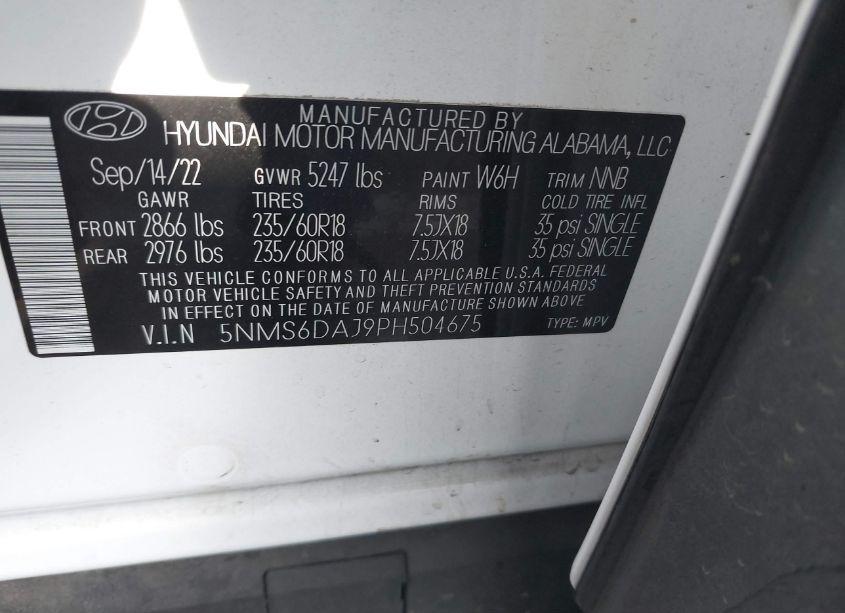 MANUFACTURED BY
HYUNDAI MOTOR MANUFACTURING ALABAMA, LLC
Sep/14/22 GVWR 5247 lbs PAINT W6H TRIM NNB
GAWR TIRES RIMS COLD TIRE INFL
FRONT 2866 lbs 235/60R18 7.5JX18 35 psi SINGLE
REAR 2976 lbs 235/60R18 7.5JX18 35 psi SINGLE
THIS VEHICLE CONFORMS TO ALL APPLICABLE U.S.A. FEDERAL
MOTOR VEHICLE SAFETY AND THEFT PREVENTION STANDARDS
IN EFFECT ON THE DATE OF MANUFACTURE SHOWN ABOVE
V.I.N 5NMS6DAJ9PH504675 TYPE: MPV